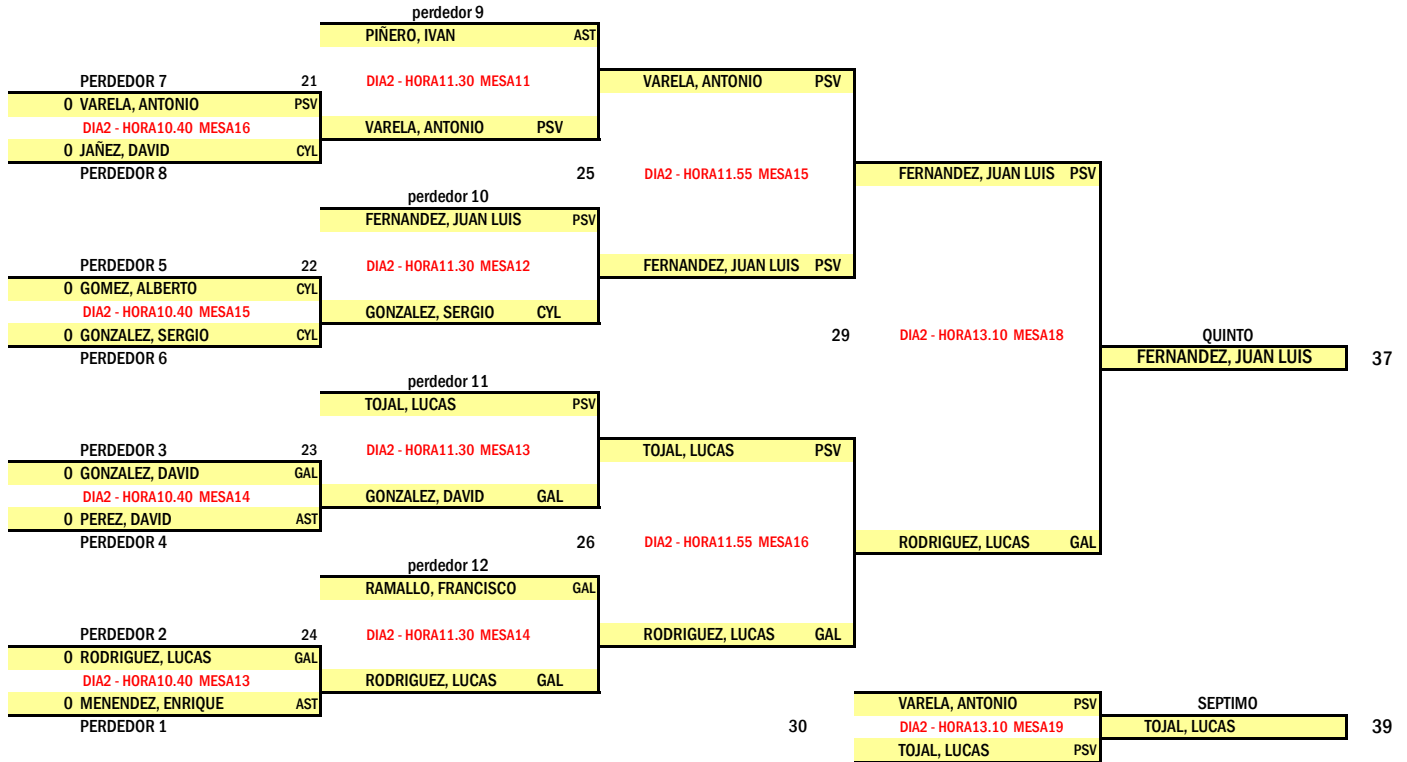 perdedor 9
PIÑERO, IVAN AST
PERDEDOR 7 21 DIA2 - HORA11.30 MESA11 VARELA, ANTONIO PSV
0 VARELA, ANTONIO PSV
DIA2 - HORA10.40 MESA16 VARELA, ANTONIO PSV
0 JAÑEZ, DAVID CYL
PERDEDOR 8 25 DIA2 - HORA11.55 MESA15 FERNANDEZ, JUAN LUIS PSV
perdedor 10
FERNANDEZ, JUAN LUIS PSV
PERDEDOR 5 22 DIA2 - HORA11.30 MESA12 FERNANDEZ, JUAN LUIS PSV
0 GOMEZ, ALBERTO CYL
DIA2 - HORA10.40 MESA15 GONZALEZ, SERGIO CYL
0 GONZALEZ, SERGIO CYL 29 DIA2 - HORA13.10 MESA18 QUINTO
PERDEDOR 6 FERNANDEZ, JUAN LUIS 37
perdedor 11
TOJAL, LUCAS PSV
PERDEDOR 3 23 DIA2 - HORA11.30 MESA13 TOJAL, LUCAS PSV
0 GONZALEZ, DAVID GAL
DIA2 - HORA10.40 MESA14 GONZALEZ, DAVID GAL
0 PEREZ, DAVID AST
PERDEDOR 4 26 DIA2 - HORA11.55 MESA16 RODRIGUEZ, LUCAS GAL
perdedor 12
RAMALLO, FRANCISCO GAL
PERDEDOR 2 24 DIA2 - HORA11.30 MESA14 RODRIGUEZ, LUCAS GAL
0 RODRIGUEZ, LUCAS GAL
DIA2 - HORA10.40 MESA13 RODRIGUEZ, LUCAS GAL
0 MENENDEZ, ENRIQUE AST VARELA, ANTONIO PSV SEPTIMO
PERDEDOR 1 30 DIA2 - HORA13.10 MESA19 TOJAL, LUCAS 39
TOJAL, LUCAS PSV